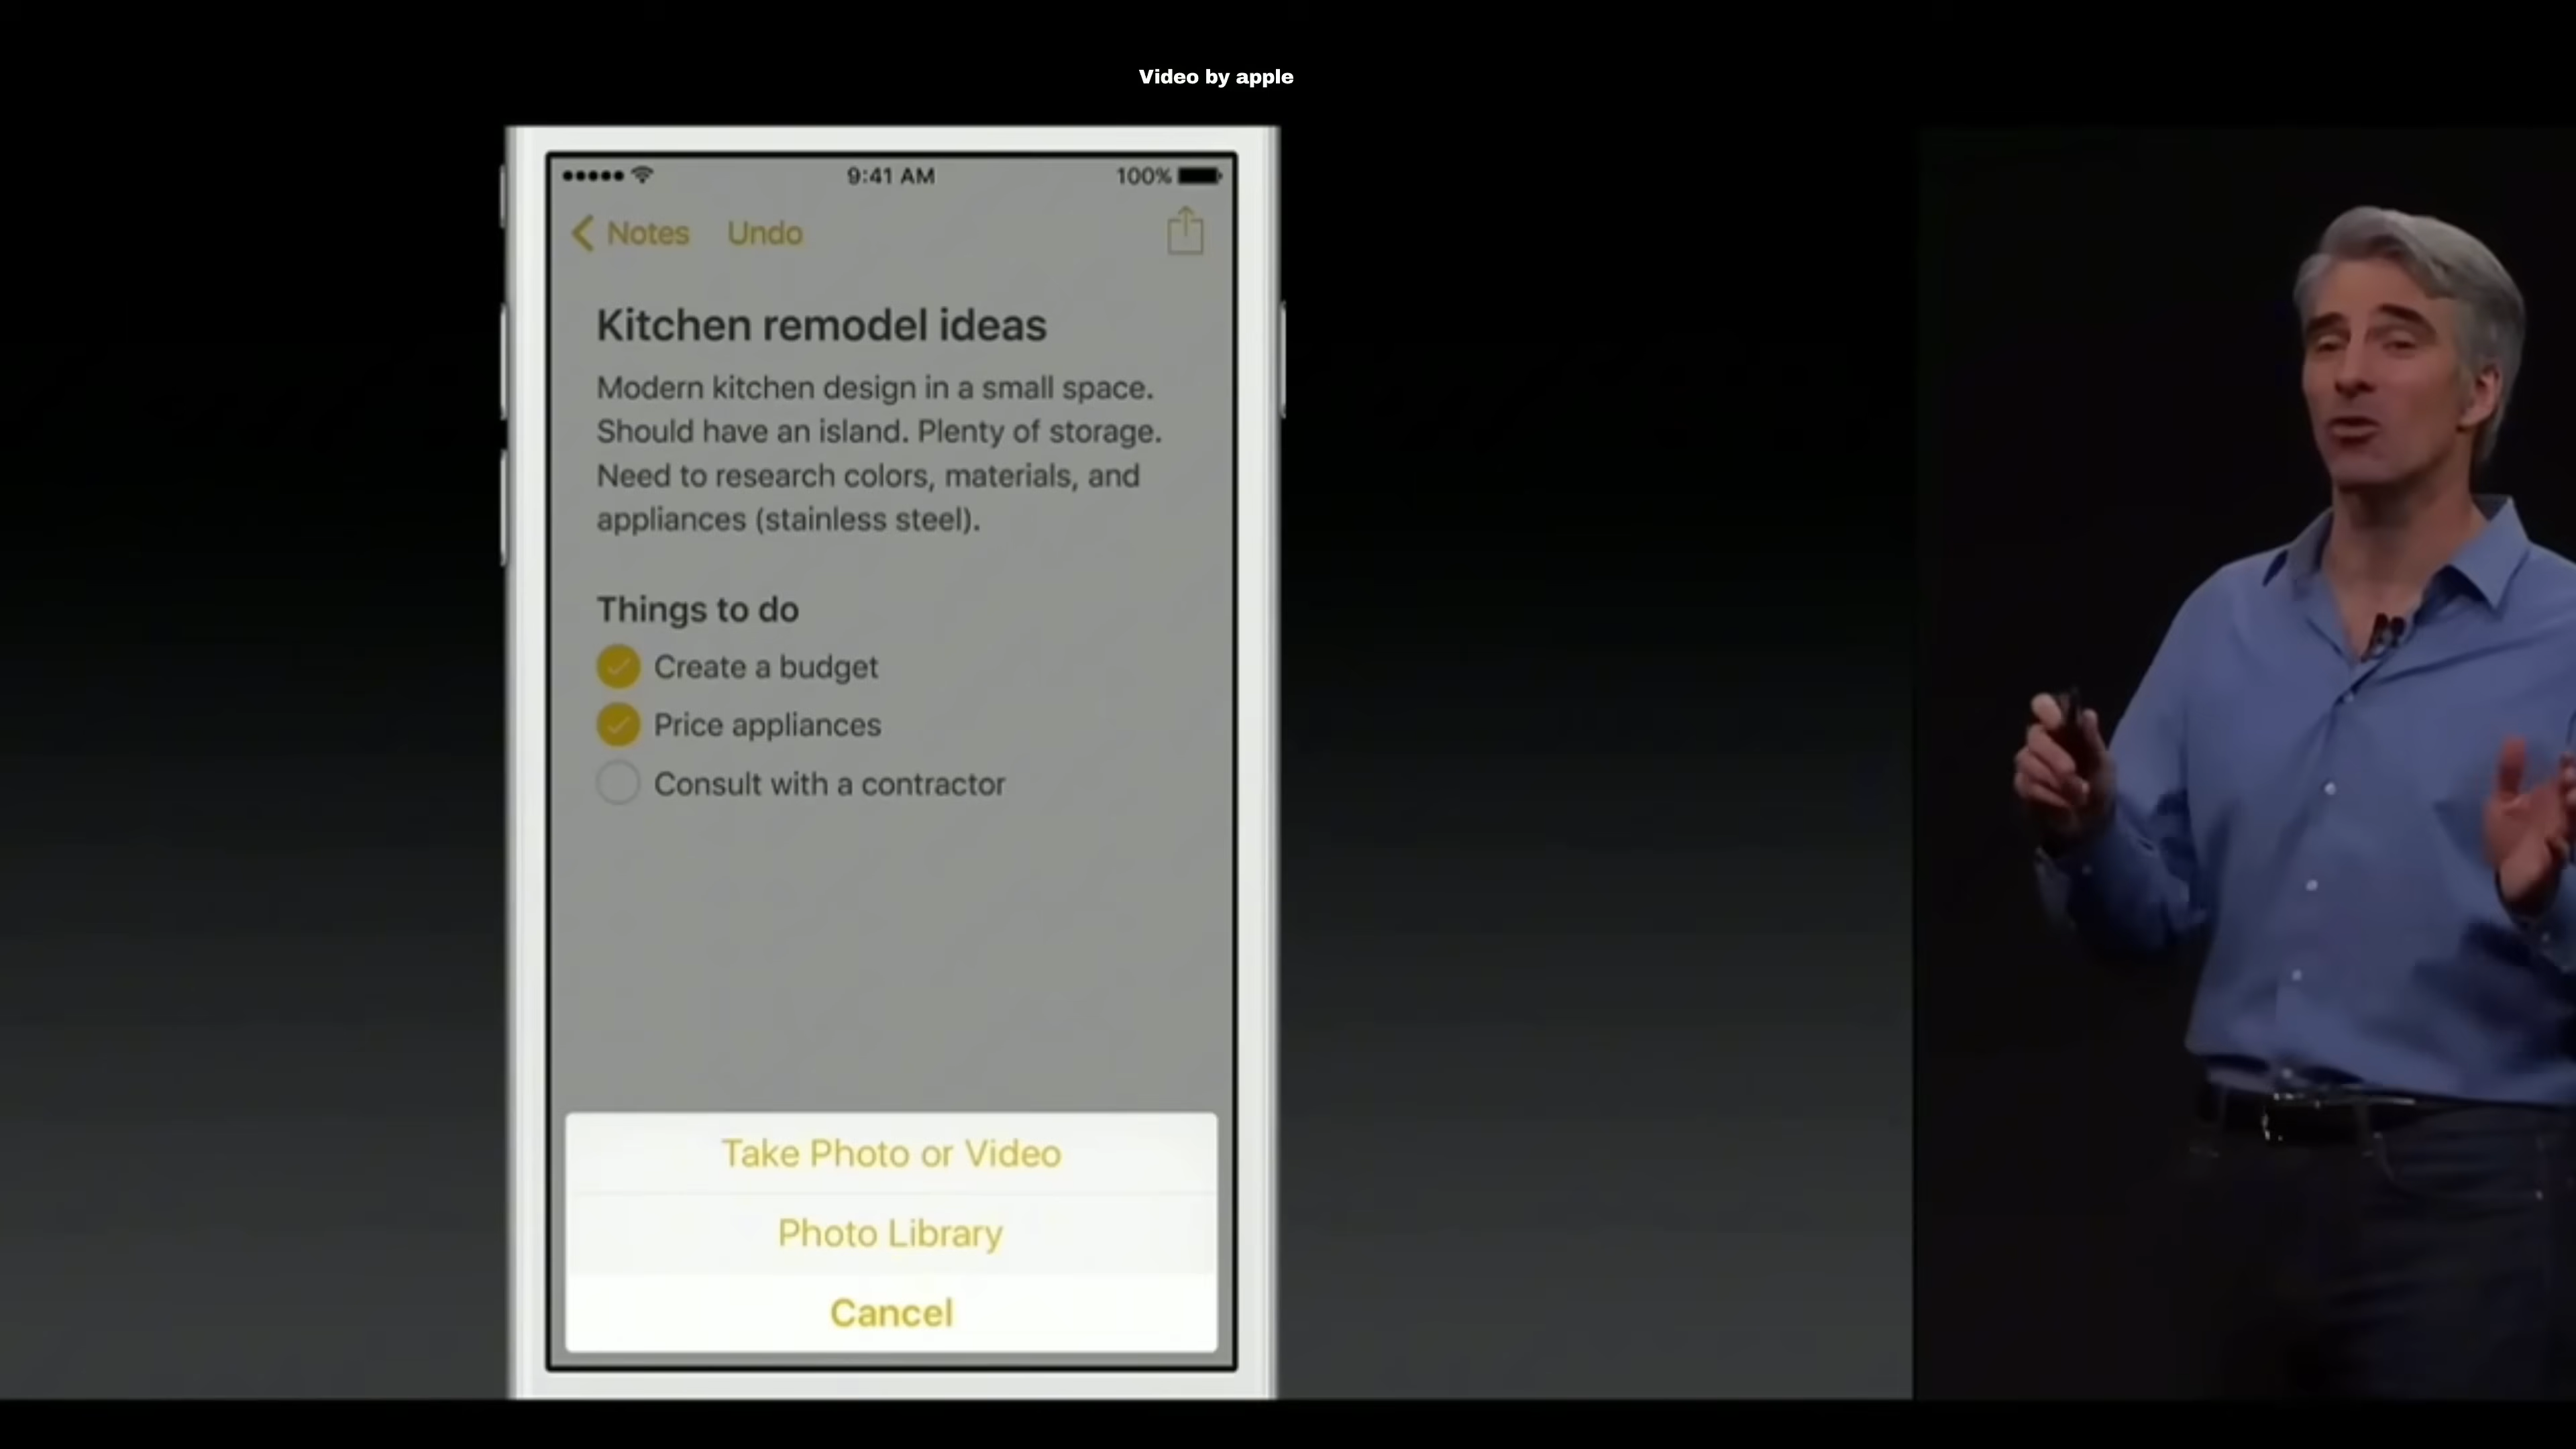 Video by apple
9:41 AM
100%
Notes
Undo
Kitchen remodel ideas
Modern kitchen design in a small space.
Should have an island. Plenty of storage.
Need to research colors, materials, and
appliances (stainless steel).
Things to do
Create a budget
Price appliances
Consult with a contractor
Take Photo or Video
Photo Library
Cancel